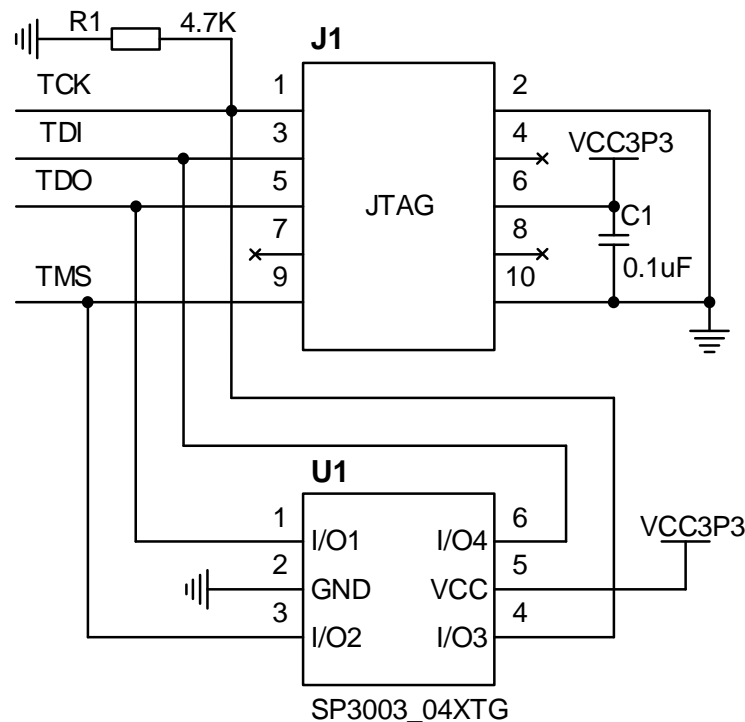 R1 4.7K
J1
TCK 1 2
TDI 3 4
VCC3P3
TDO 5 6
JTAG
C1
7 8
0.1uF
TMS 9 10
U1
1 I/O1 I/O4 6
VCC3P3
2 GND VCC 5
3 I/O2 I/O3 4
SP3003_04XTG